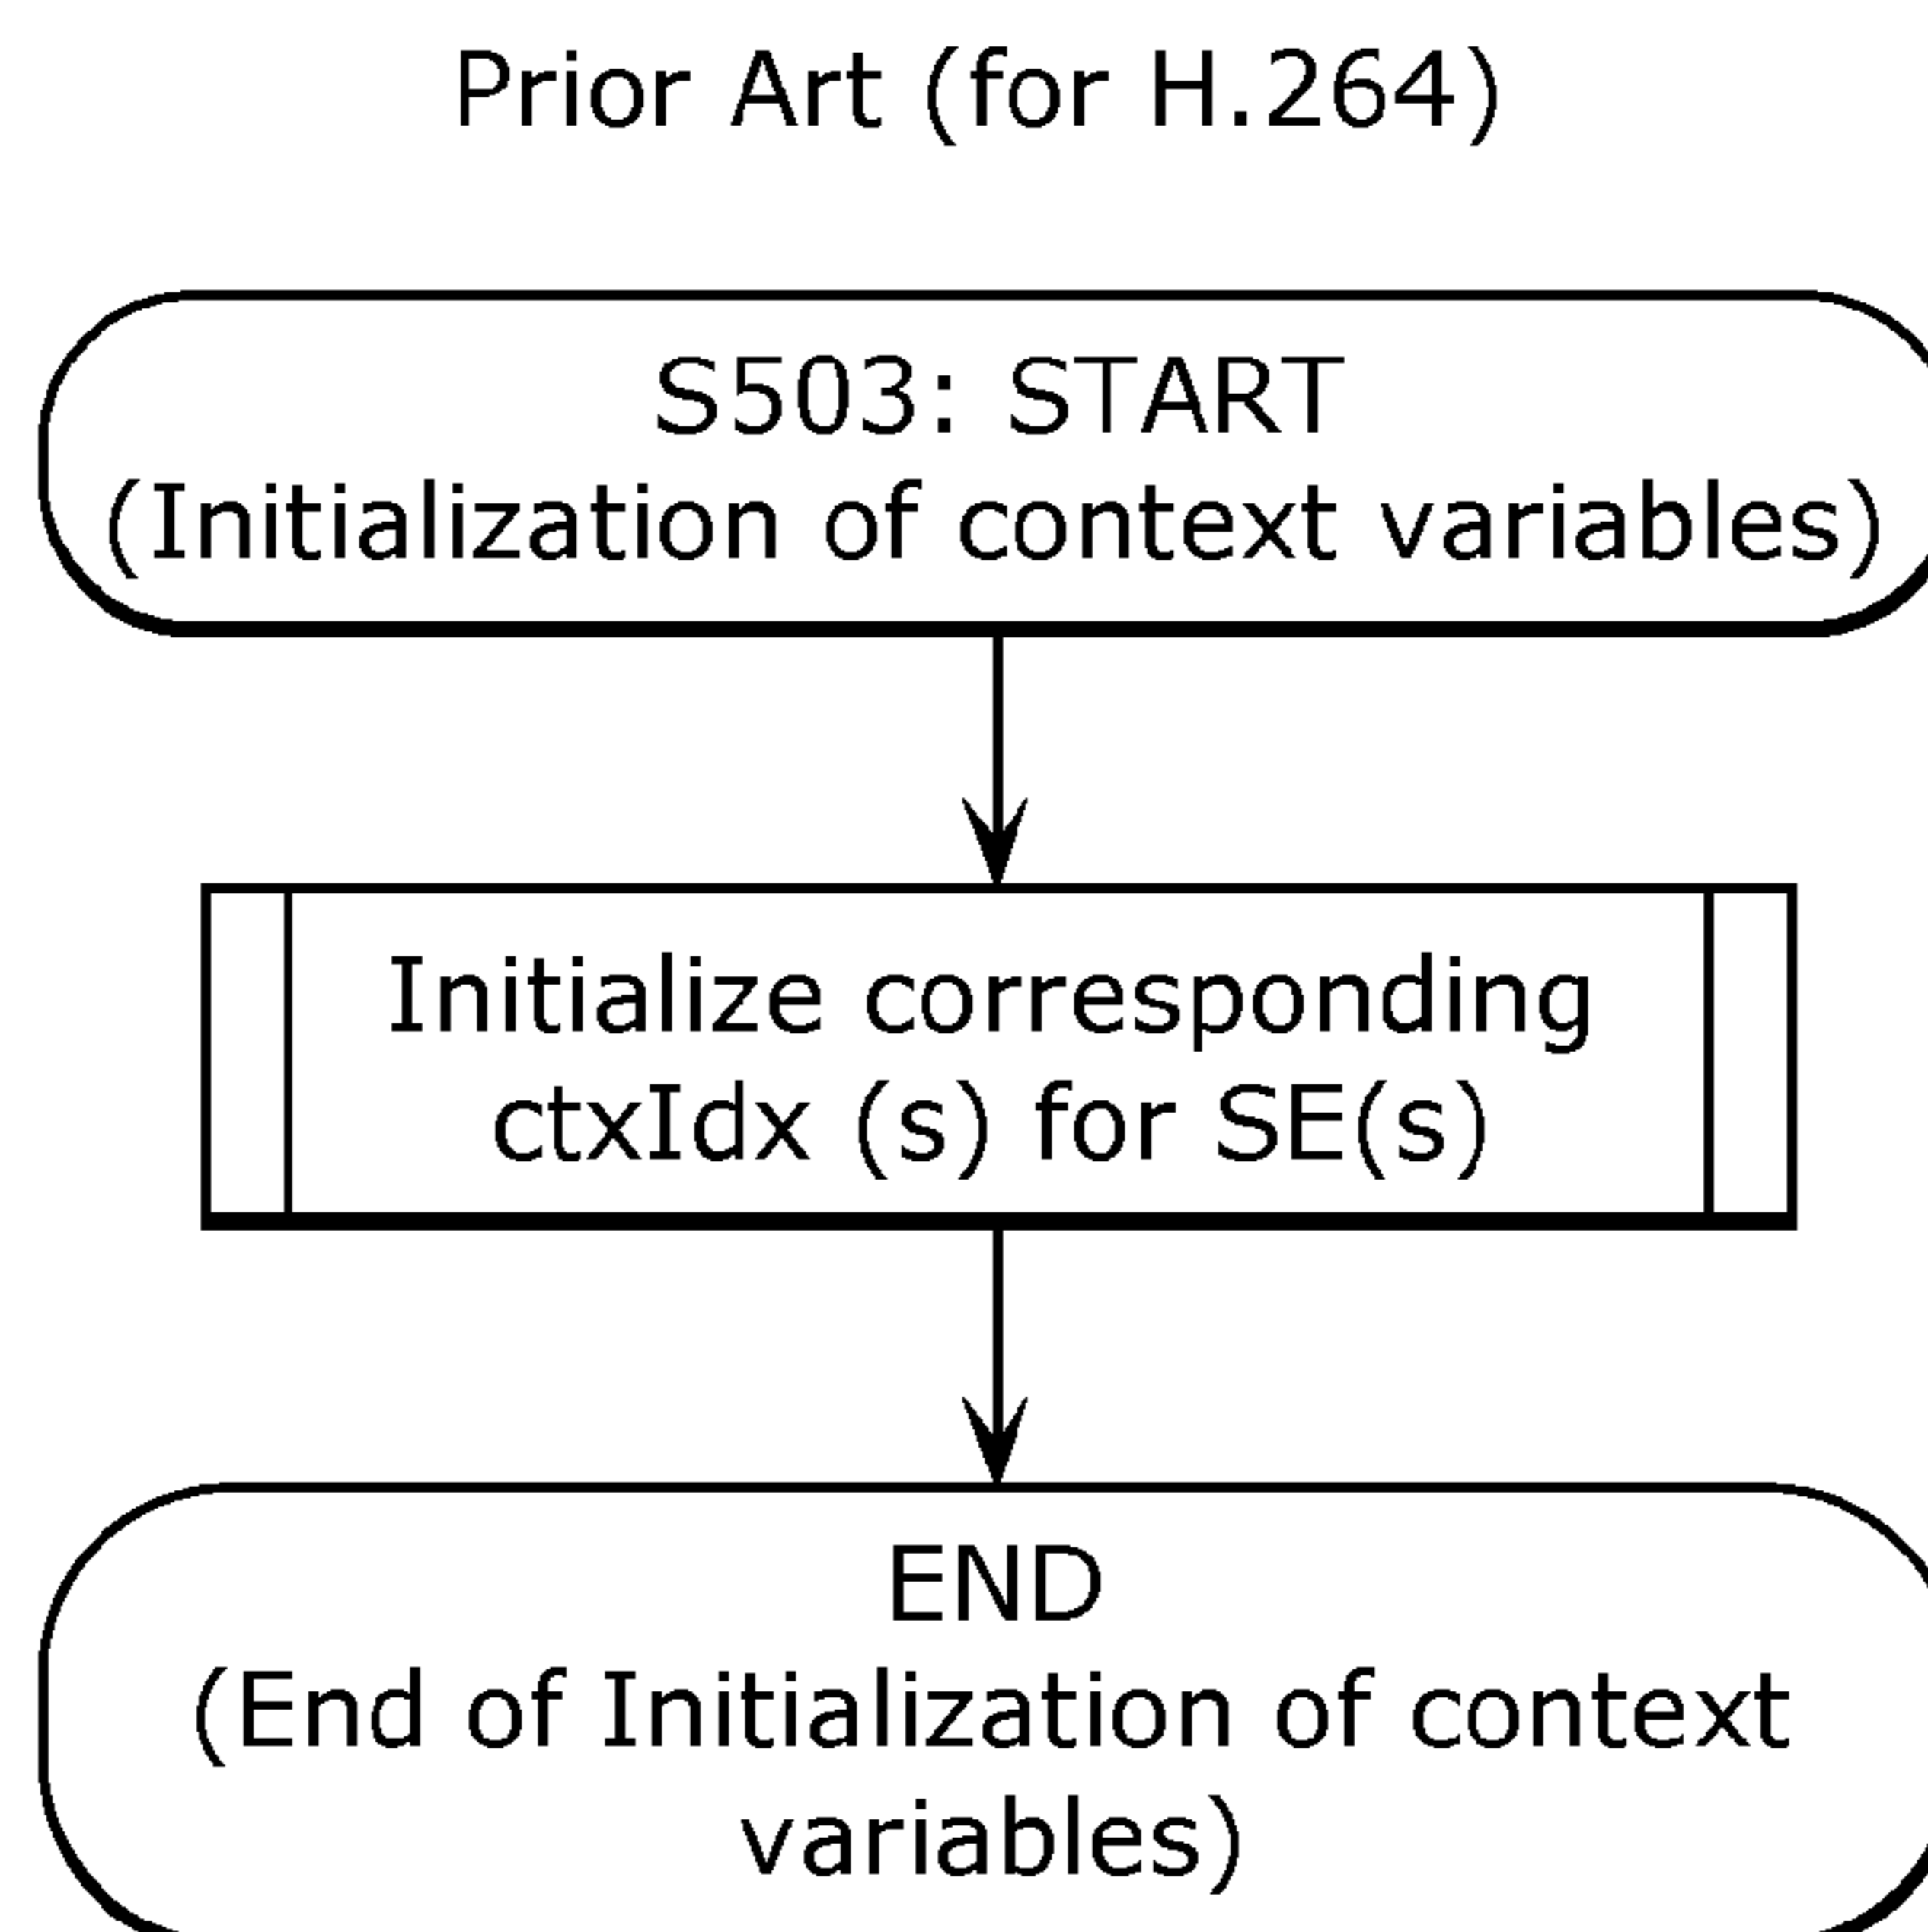 Prior Art (for H.264)
S503: START
(Initialization of context variables)
Initialize corresponding
ctxIdx (s) for SE(s)
END
(End of Initialization of context
variables)